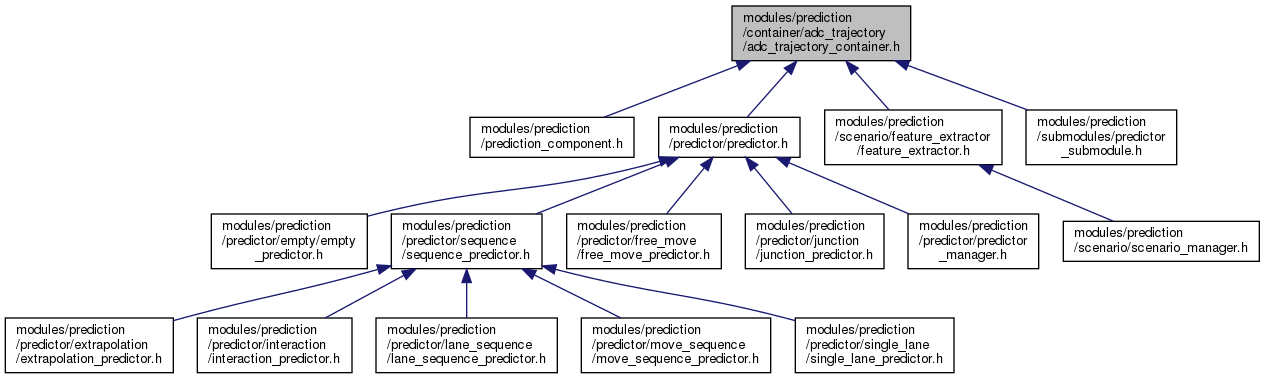 modules/prediction
/container/adc_trajectory
/adc_trajectory_container.h
modules/prediction
/prediction_component.h
modules/prediction
/predictor/predictor.h
modules/prediction
/scenario/feature_extractor
/feature_extractor.h
modules/prediction
/submodules/predictor
_submodule.h
modules/prediction
/predictor/empty/empty
_predictor.h
modules/prediction
/predictor/sequence
/sequence_predictor.h
modules/prediction
/predictor/free_move
/free_move_predictor.h
modules/prediction
/predictor/junction
/junction_predictor.h
modules/prediction
/predictor/predictor
_manager.h
modules/prediction
/scenario/scenario_manager.h
modules/prediction
/predictor/extrapolation
/extrapolation_predictor.h
modules/prediction
/predictor/interaction
/interaction_predictor.h
modules/prediction
/predictor/lane_sequence
/lane_sequence_predictor.h
modules/prediction
/predictor/move_sequence
/move_sequence_predictor.h
modules/prediction
/predictor/single_lane
/single_lane_predictor.h